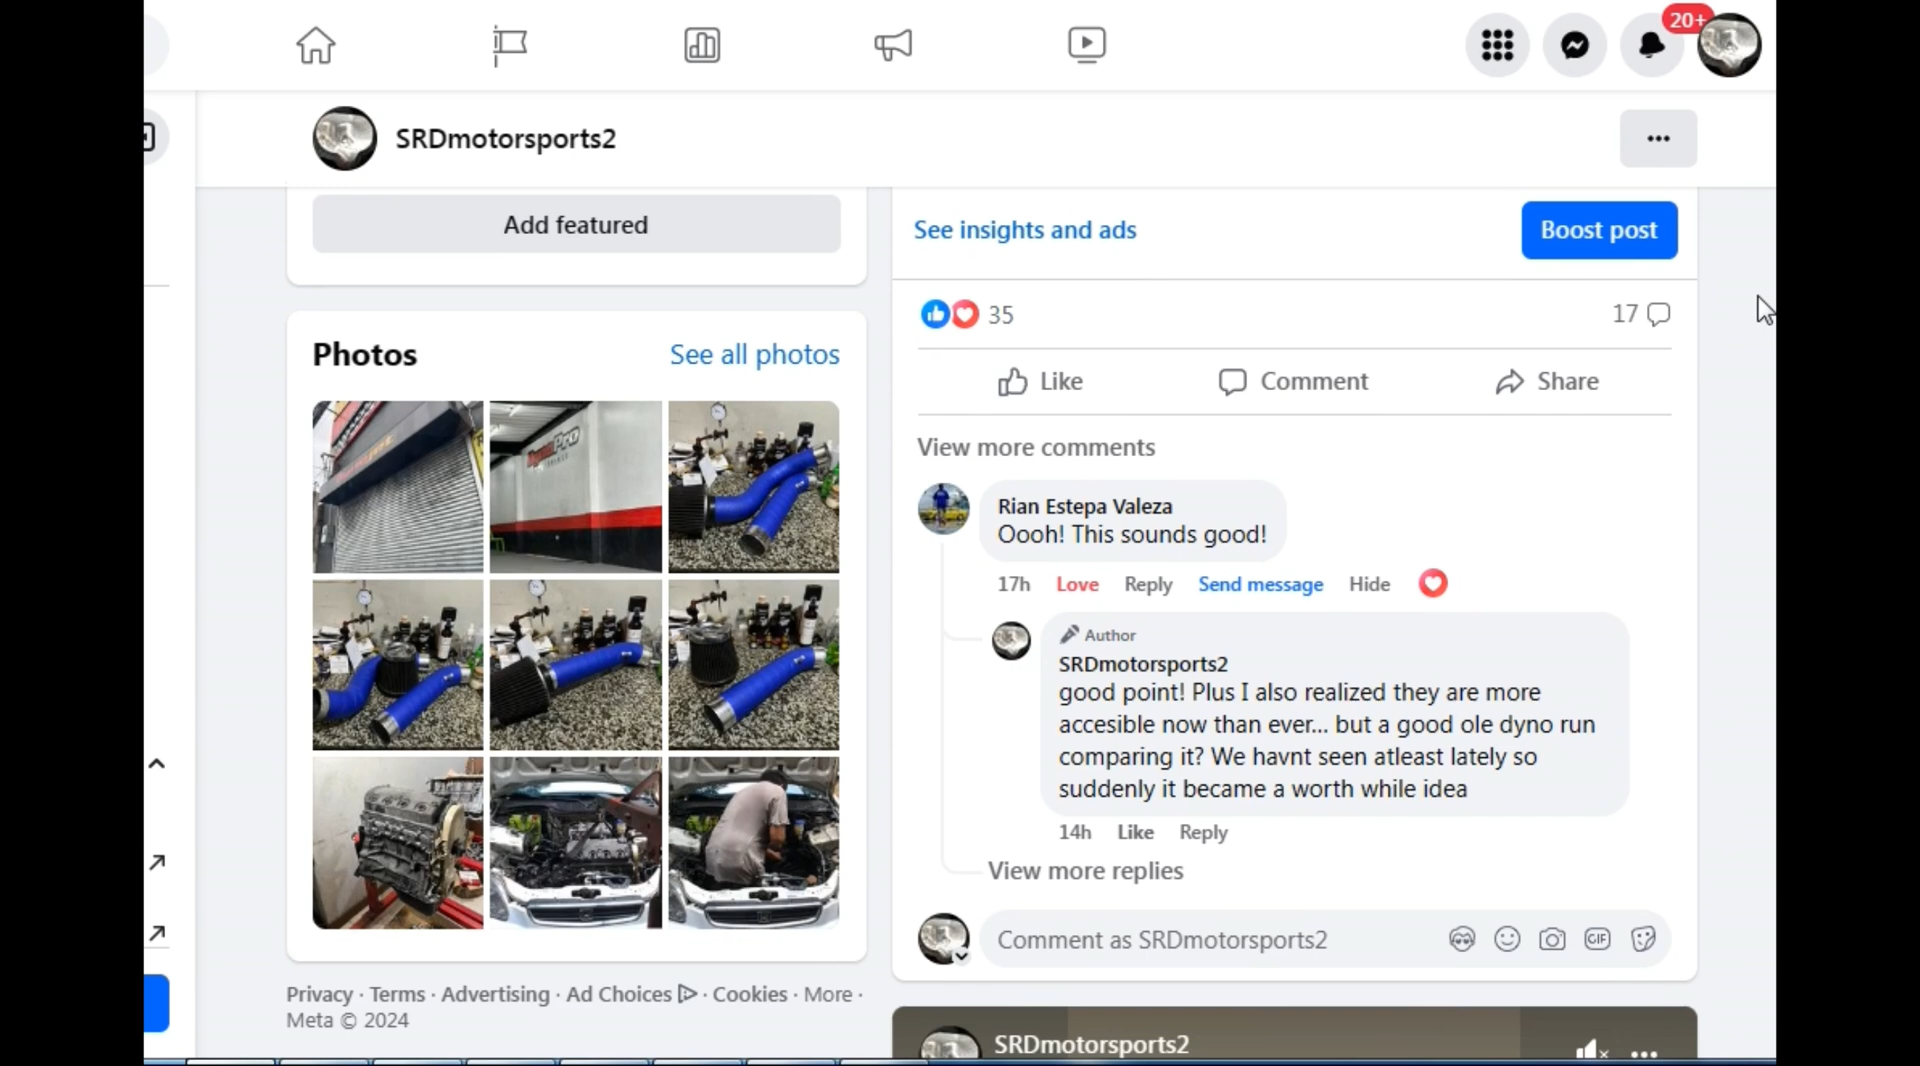 20+
SRDmotorsports2
Add featured
See insights and ads
Boost post
35
17
Photos
See all photos
Like
Comment
Share
View more comments
Rian Estepa Valeza
Oooh! This sounds good!
17h Love Reply Send message Hide
Author
SRDmotorsports2
good point! Plus I also realized they are more
accesible now than ever... but a good ole dyno run
comparing it? We havnt seen atleast lately so
suddenly it became a worth while idea
14h Like Reply
View more replies
Comment as SRDmotorsports2
GIF
Privacy · Terms · Advertising · Ad Choices · Cookies · More ·
Meta © 2024
SRDmotorsports2